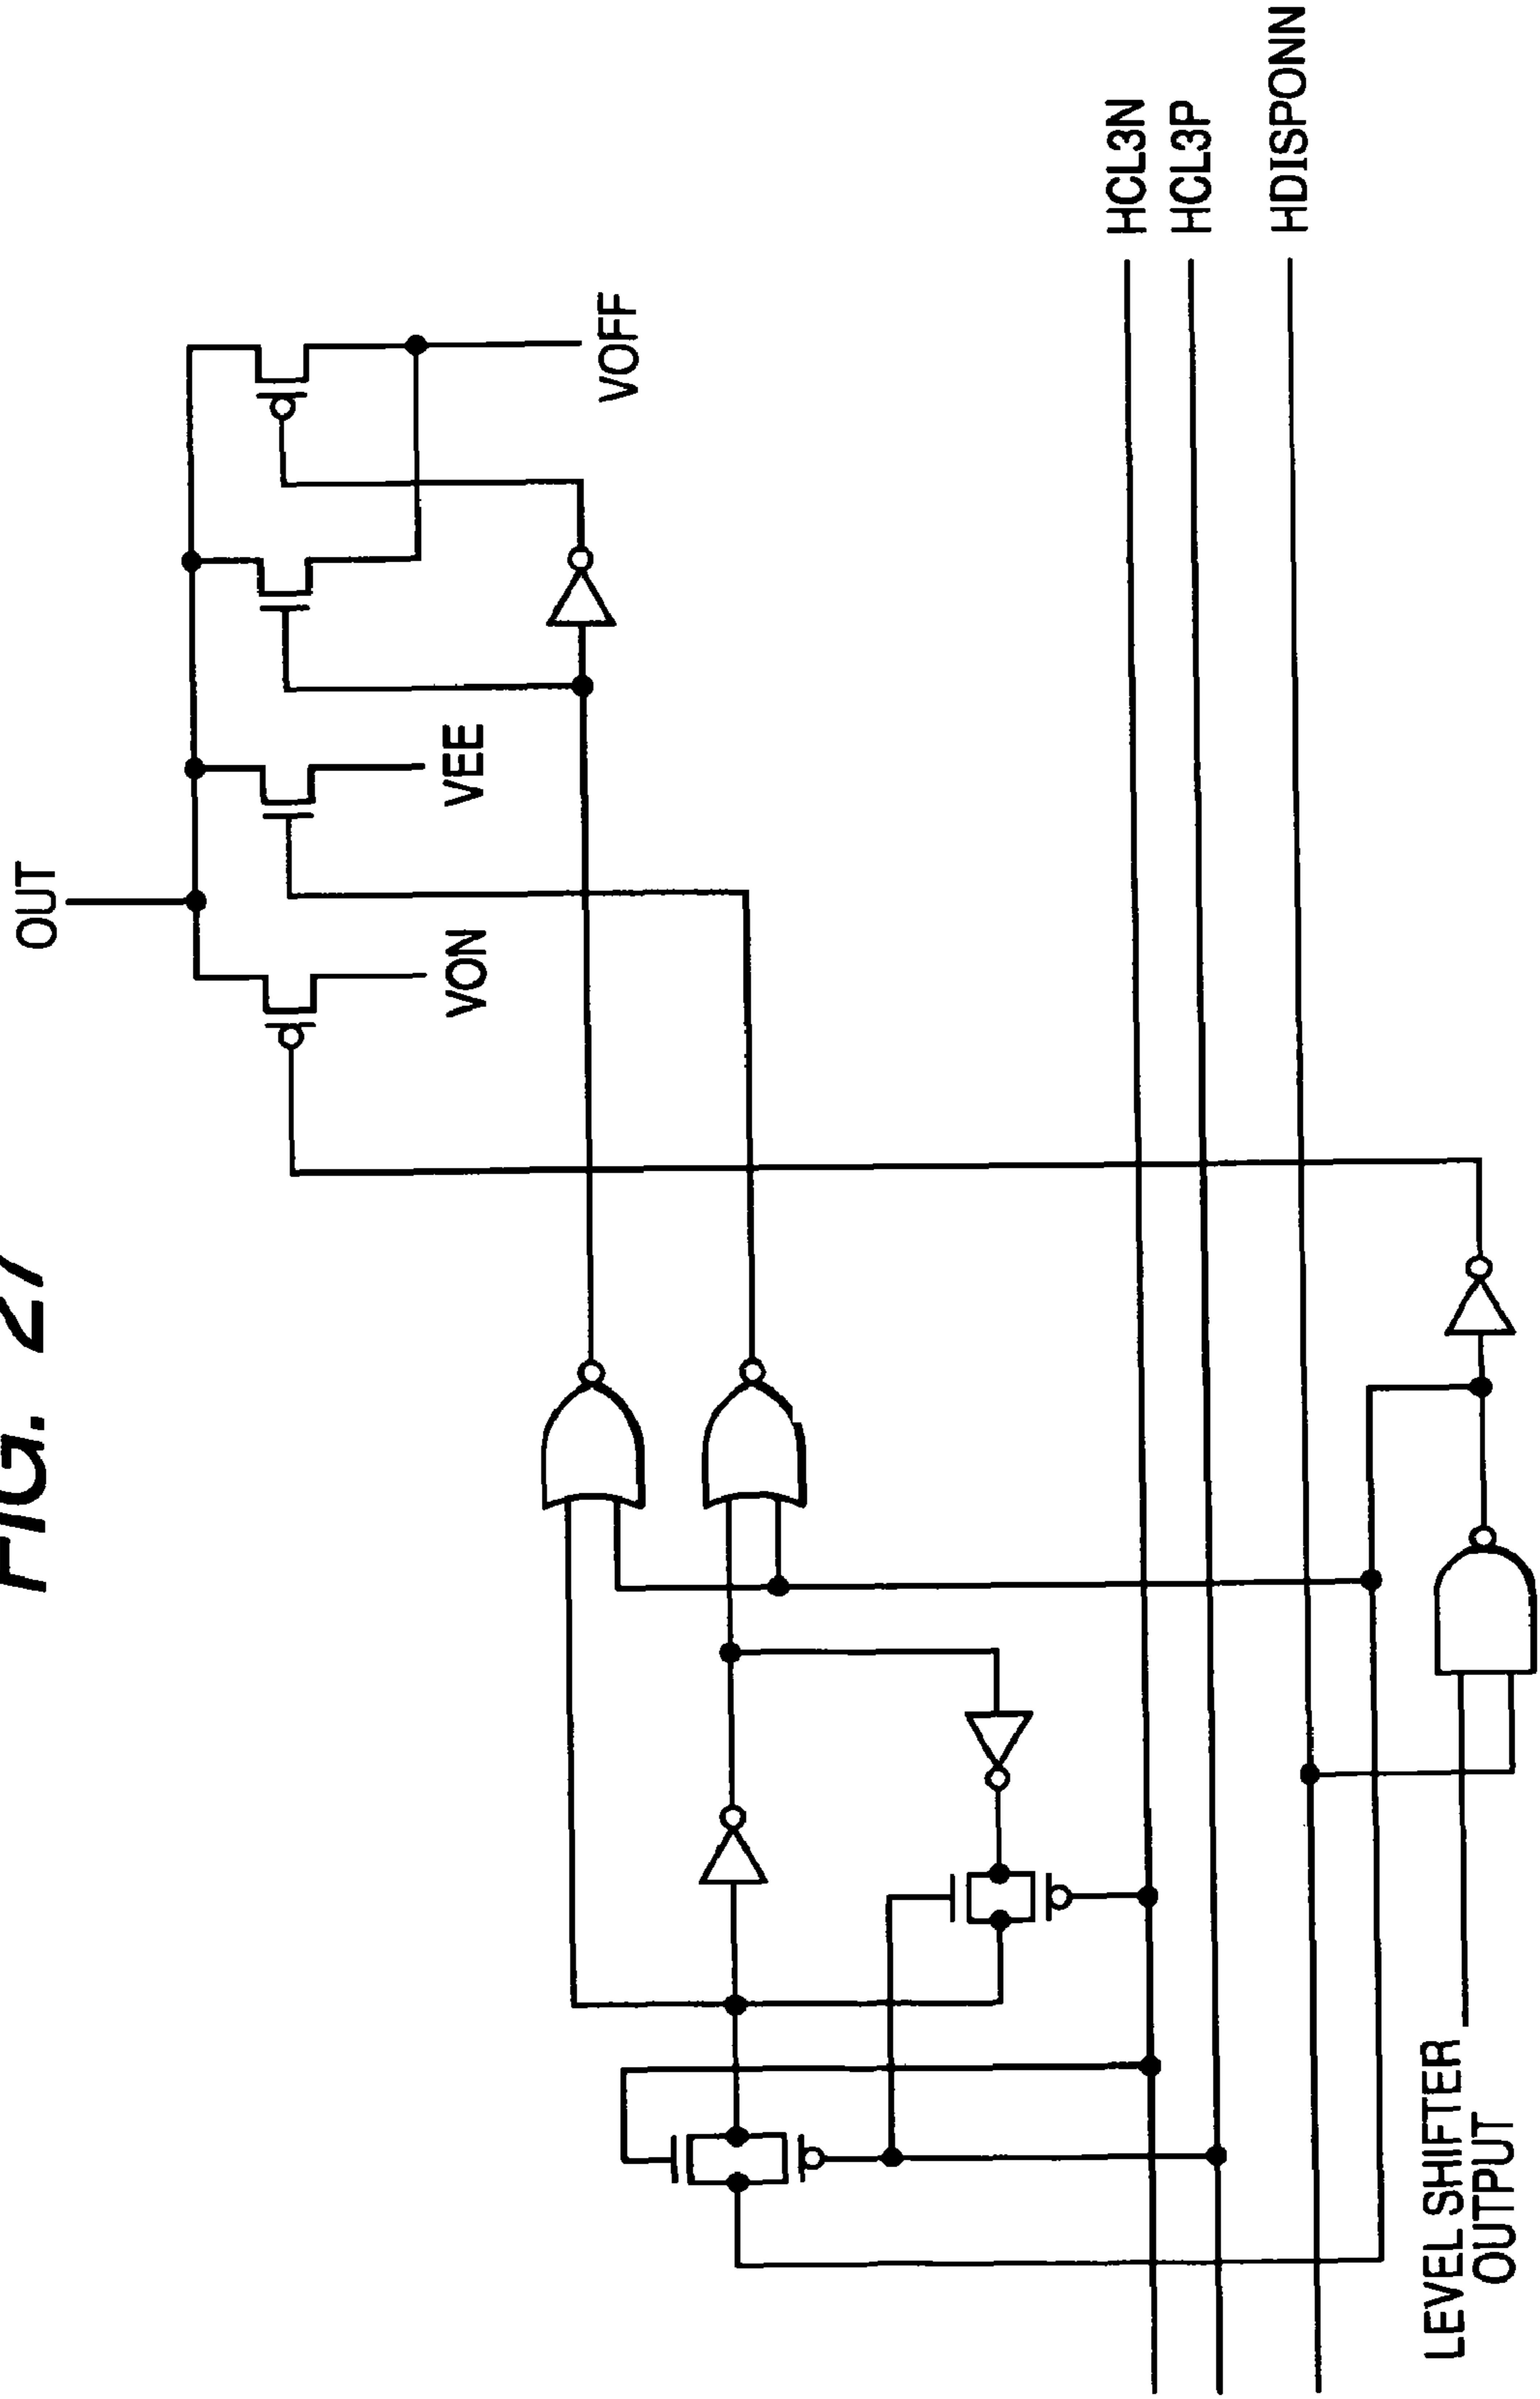 FIG. 27
OUT
VON
VEE
VOFF
HCL3N
HCL3P
HDISPONN
LEVEL SHIFTER
OUTPUT